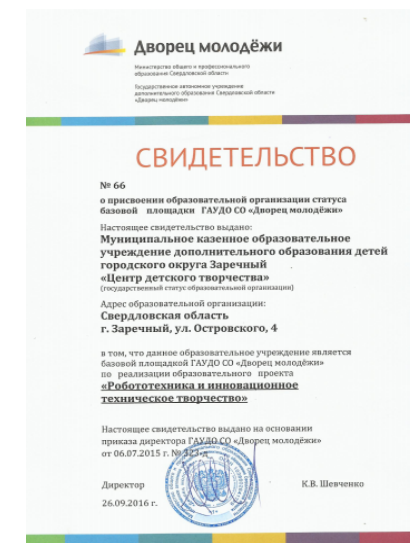 Дворец молодёжи
Министерство общего и профессионального
образования Свердловской области
Государственное автономное учреждение
дополнительного образования Свердловской области
«Дворец молодёжи»
СВИДЕТЕЛЬСТВО
№ 66
о присвоении образовательной организации статуса
базовой площадки ГАУДО СО «Дворец молодёжи»
Настоящее свидетельство выдано:
Муниципальное казенное образовательное
учреждение дополнительного образования детей
городского округа Заречный
«Центр детского творчества»
(государственный статус образовательной организации)
Адрес образовательной организации:
Свердловская область
г. Заречный, ул. Островского, 4
в том, что данное образовательное учреждение является
базовой площадкой ГАУДО СО «Дворец молодёжи»
по реализации образовательного проекта
«Робототехника и инновационное
техническое творчество»
Настоящее свидетельство выдано на основании
приказа директора ГАУДО СО «Дворец молодёжи»
от 06.07.2015 г. № 323-д
Директор К.В. Шевченко
26.09.2016 г.